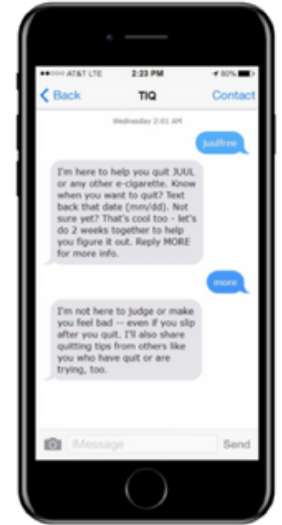 AT&T LTE 2:23 PM 80%
Back TIQ Contact
Wednesday 2:01 AM
juulfree
I'm here to help you quit JUUL
or any other e-cigarette. Know
when you want to quit? Text
back that date (mm/dd). Not
sure yet? That's cool too - let's
do 2 weeks together to help
you figure it out. Reply MORE
for more info.
more
I'm not here to judge or make
you feel bad -- even if you slip
after you quit. I'll also share
quitting tips from others like
you who have quit or are
trying, too.
iMessage Send